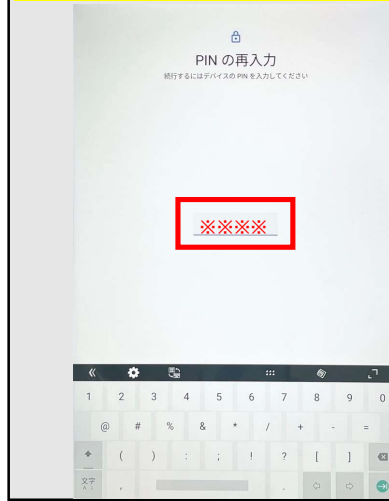 PIN の再入力
続行するにはデバイスの PIN を入力してください
※※※※
1 2 3 4 5 6 7 8 9 0
@ # % & * / + - =
( ) : ; ! ? [ ]
文字 , .